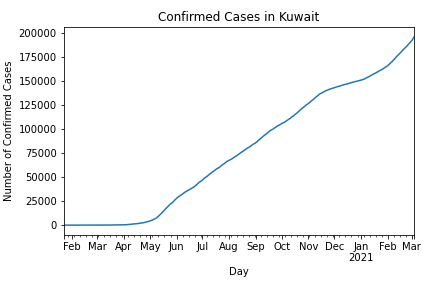 Confirmed Cases in Kuwait
200000
175000
150000
125000
100000
75000
50000
25000
0
Number of Confirmed Cases
Feb Mar Apr May Jun Jul Aug Sep Oct Nov Dec Jan Feb Mar
2021
Day